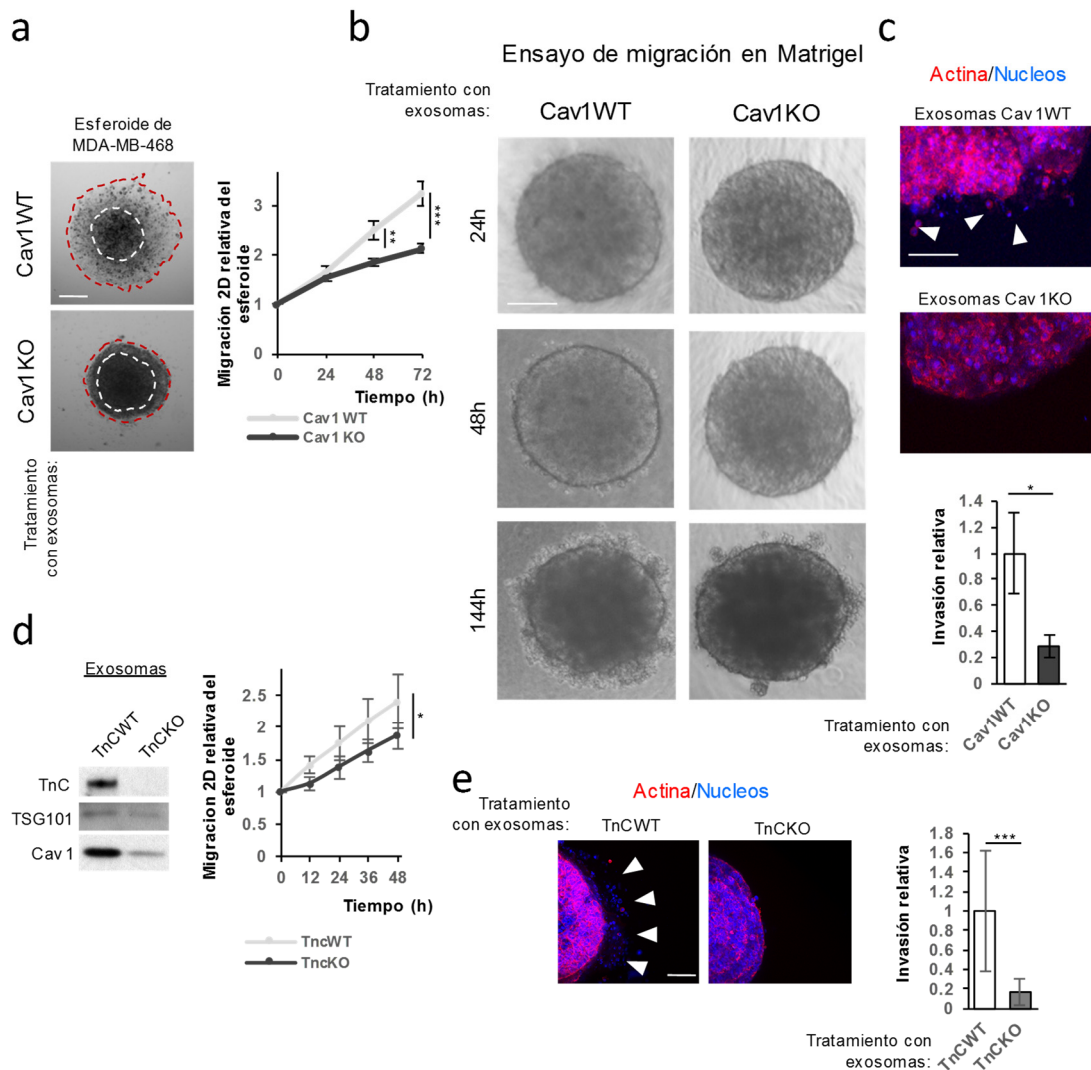 a
Esferoide de
MDA-MB-468
Cav1WT
Cav1KO
Tratamiento
con exosomas:
Migración 2D relativa del
esferoide
3
2
1
0
0 24 48 72
**
***
Tiempo (h)
Cav1 WT
Cav1 KO
b
Ensayo de migración en Matrigel
Tratamiento con
exosomas:
Cav1WT Cav1KO
24h
48h
144h
c
Actina/Nucleos
Exosomas Cav1WT
Exosomas Cav1KO
Invasión relativa
1.4
1.2
1
0.8
0.6
0.4
0.2
0
*
Cav1WT
Cav1KO
Tratamiento con
exosomas:
d
Exosomas
TnCWT
TnCKO
TnC
TSG101
Cav1
Migracion 2D relativa del
esferoide
2.5
2
1.5
1
0.5
0
0 12 24 36 48
*
Tiempo (h)
TncWT
TncKO
e
Tratamiento
con exosomas:
Actina/Nucleos
TnCWT TnCKO
Invasión relativa
1.8
1.6
1.4
1.2
1
0.8
0.6
0.4
0.2
0
***
TnCWT
TnCKO
Tratamiento con
exosomas: